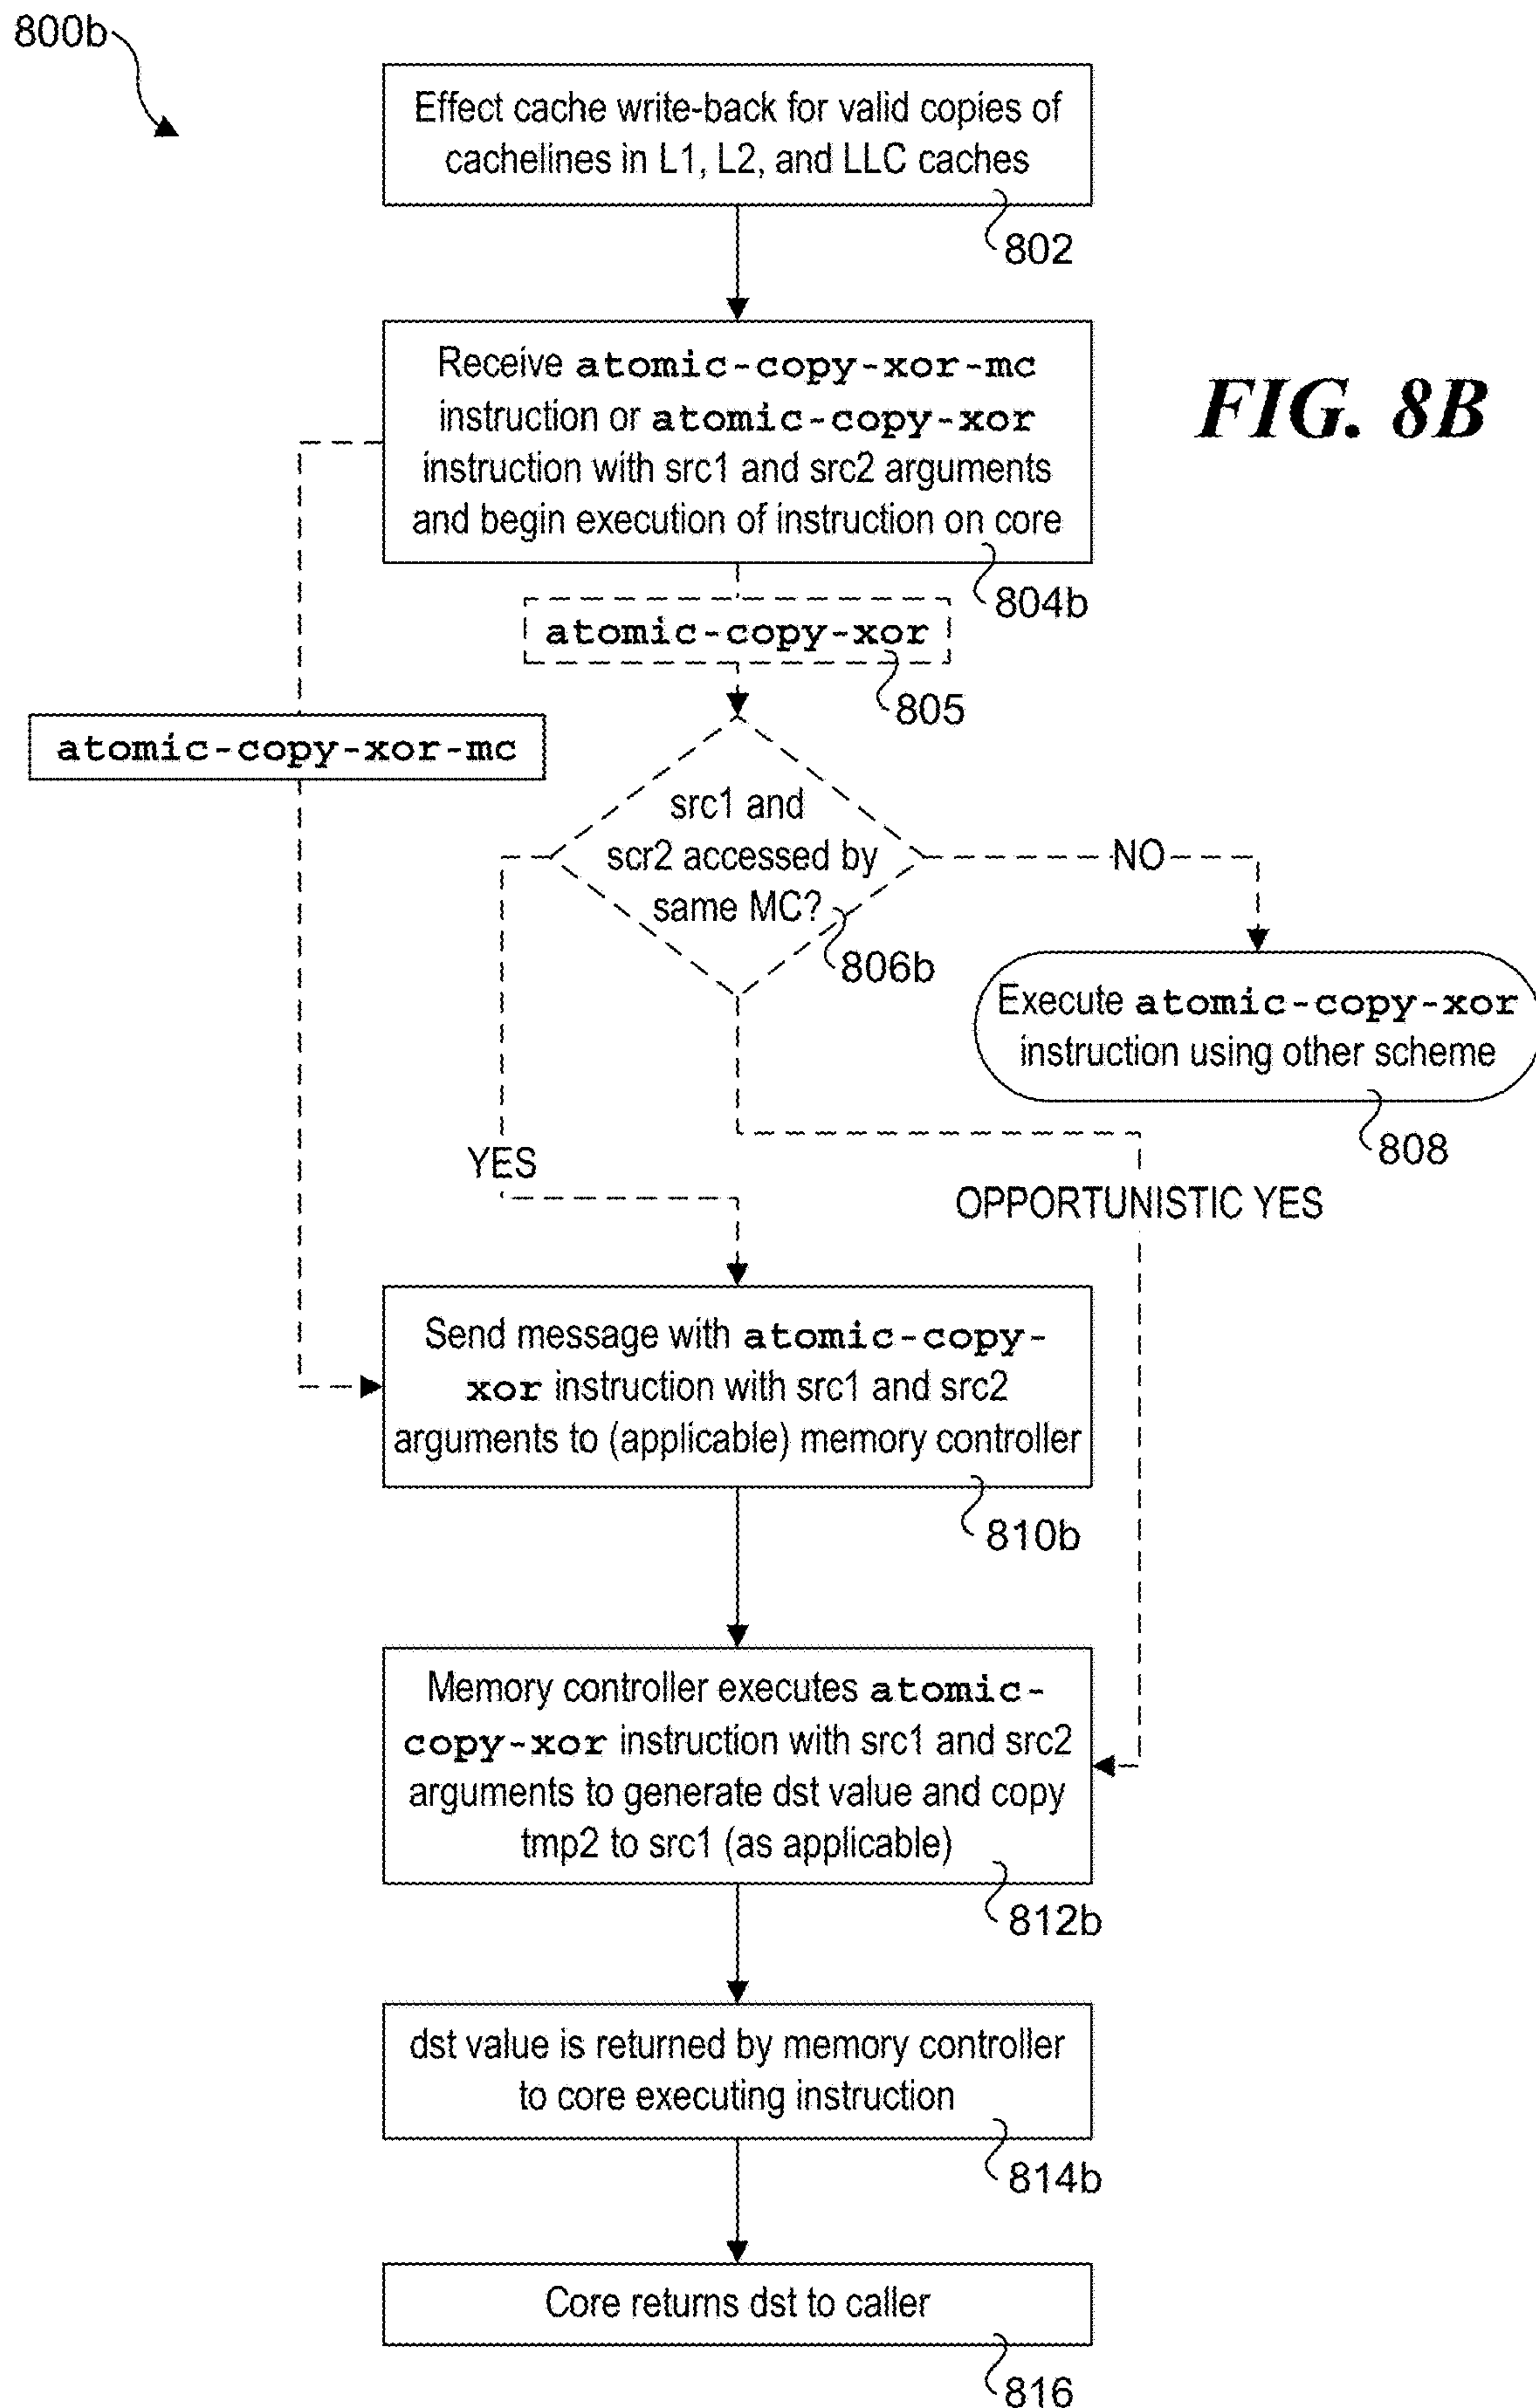 800b
Effect cache write-back for valid copies of
cachelines in L1, L2, and LLC caches
802
Receive atomic-copy-xor-mc
instruction or atomic-copy-xor
instruction with src1 and src2 arguments
and begin execution of instruction on core
804b
FIG. 8B
atomic-copy-xor
805
atomic-copy-xor-mc
src1 and
scr2 accessed by
same MC?
806b
NO
Execute atomic-copy-xor
instruction using other scheme
808
YES
OPPORTUNISTIC YES
Send message with atomic-copy-
xor instruction with src1 and src2
arguments to (applicable) memory controller
810b
Memory controller executes atomic-
copy-xor instruction with src1 and src2
arguments to generate dst value and copy
tmp2 to src1 (as applicable)
812b
dst value is returned by memory controller
to core executing instruction
814b
Core returns dst to caller
816